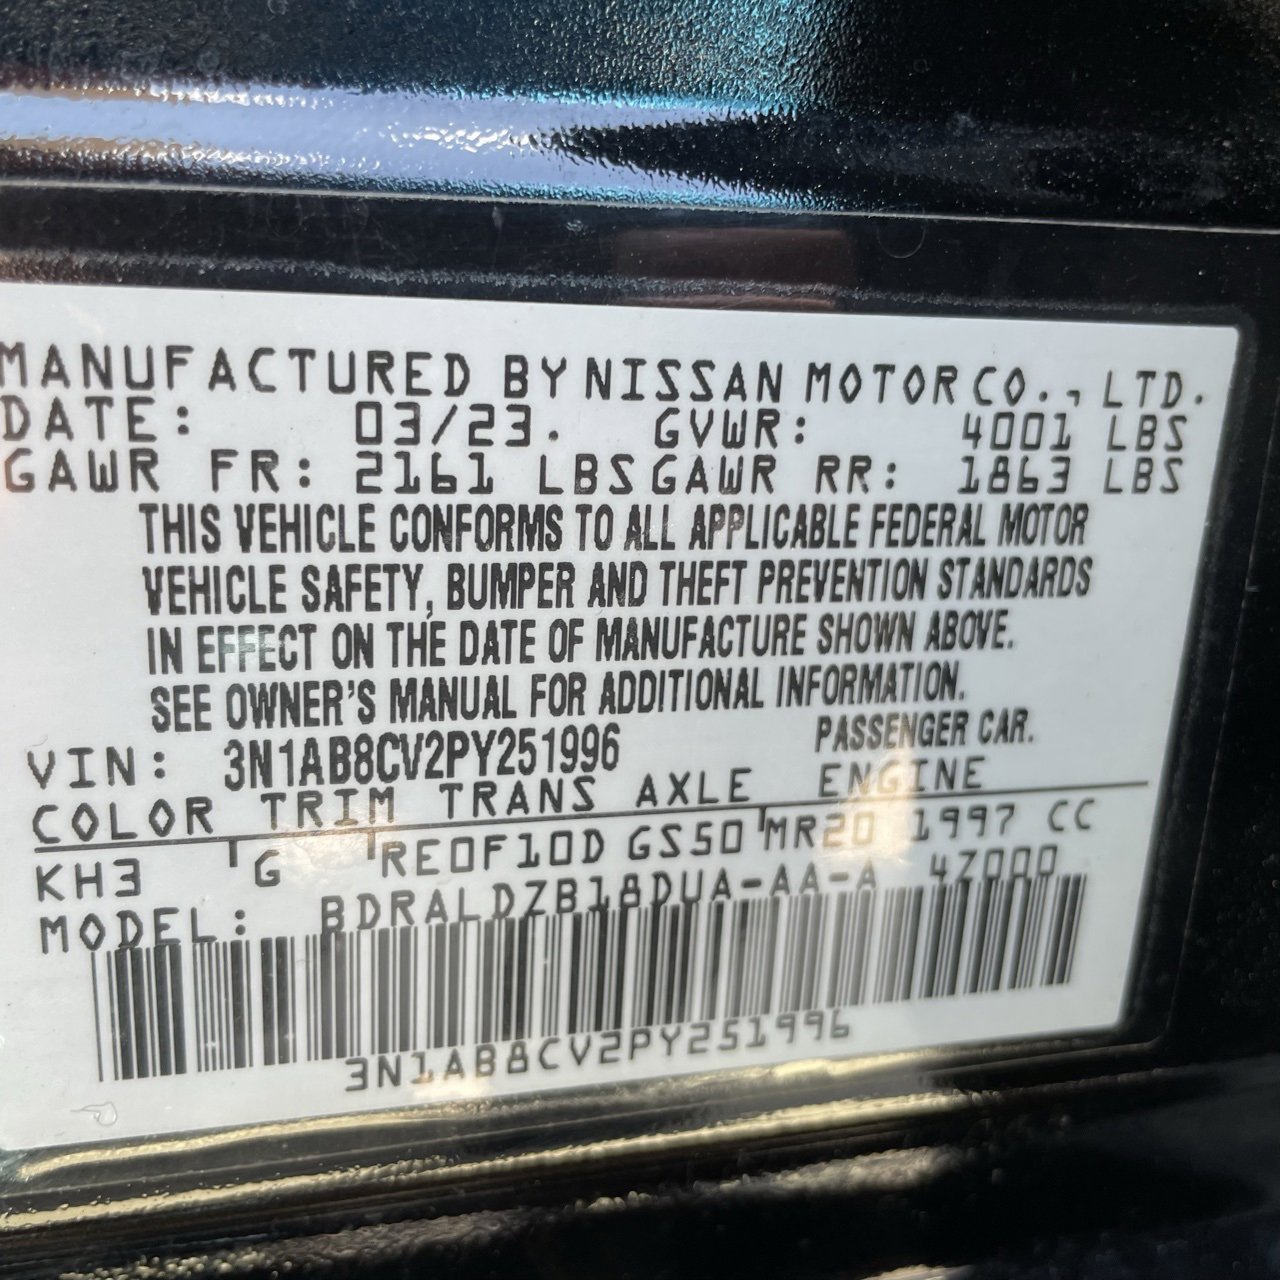 MANUFACTURED BY NISSAN MOTOR CO., LTD.
DATE: 03/23. GVWR: 4001 LBS
GAWR FR: 2161 LBS GAWR RR: 1863 LBS
THIS VEHICLE CONFORMS TO ALL APPLICABLE FEDERAL MOTOR
VEHICLE SAFETY, BUMPER AND THEFT PREVENTION STANDARDS
IN EFFECT ON THE DATE OF MANUFACTURE SHOWN ABOVE.
SEE OWNER'S MANUAL FOR ADDITIONAL INFORMATION.
VIN: 3N1AB8CV2PY251996 PASSENGER CAR.
COLOR TRIM TRANS AXLE ENGINE
KH3 G RE0F10D GS50 MR20 1997 CC
MODEL: BDRALDZB18DUA-AA-A 4Z000
3N1AB8CV2PY251996